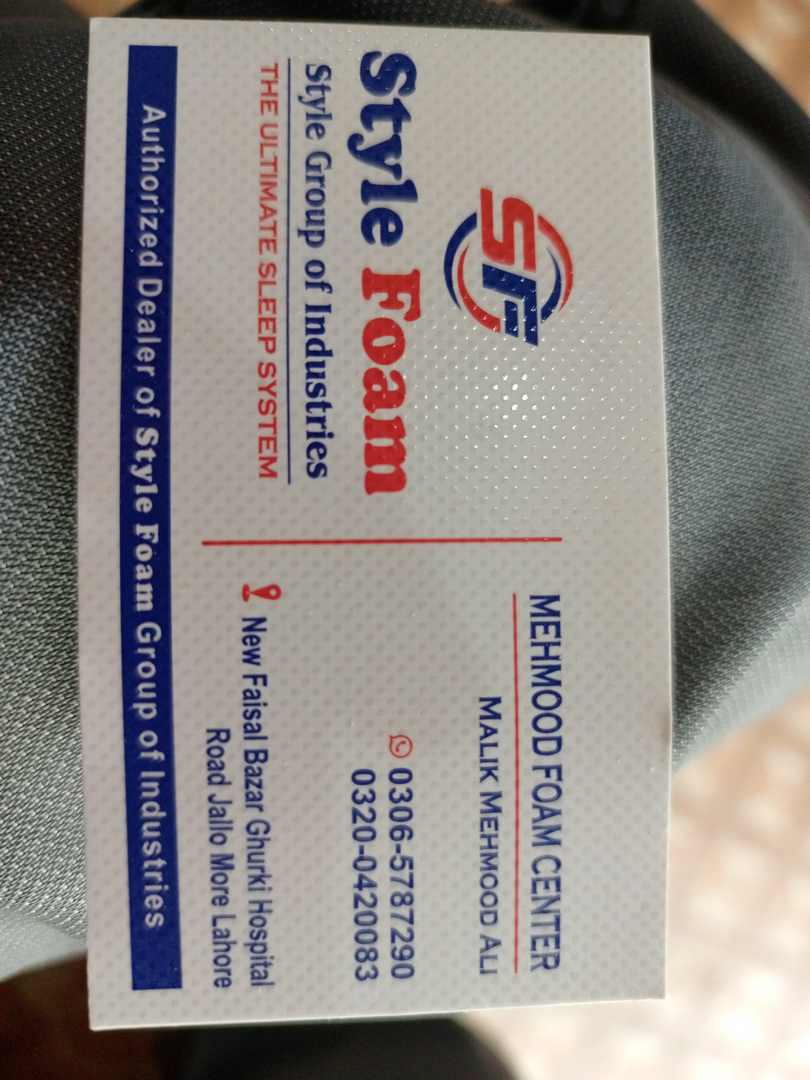 SF
Style Foam
Style Group of Industries
THE ULTIMATE SLEEP SYSTEM
MEHMOOD FOAM CENTER
MALIK MEHMOOD ALI
0306-5787290
0320-0420083
New Faisal Bazar Ghurki Hospital
Road Jallo More Lahore
Authorized Dealer of Style Foam Group of Industries